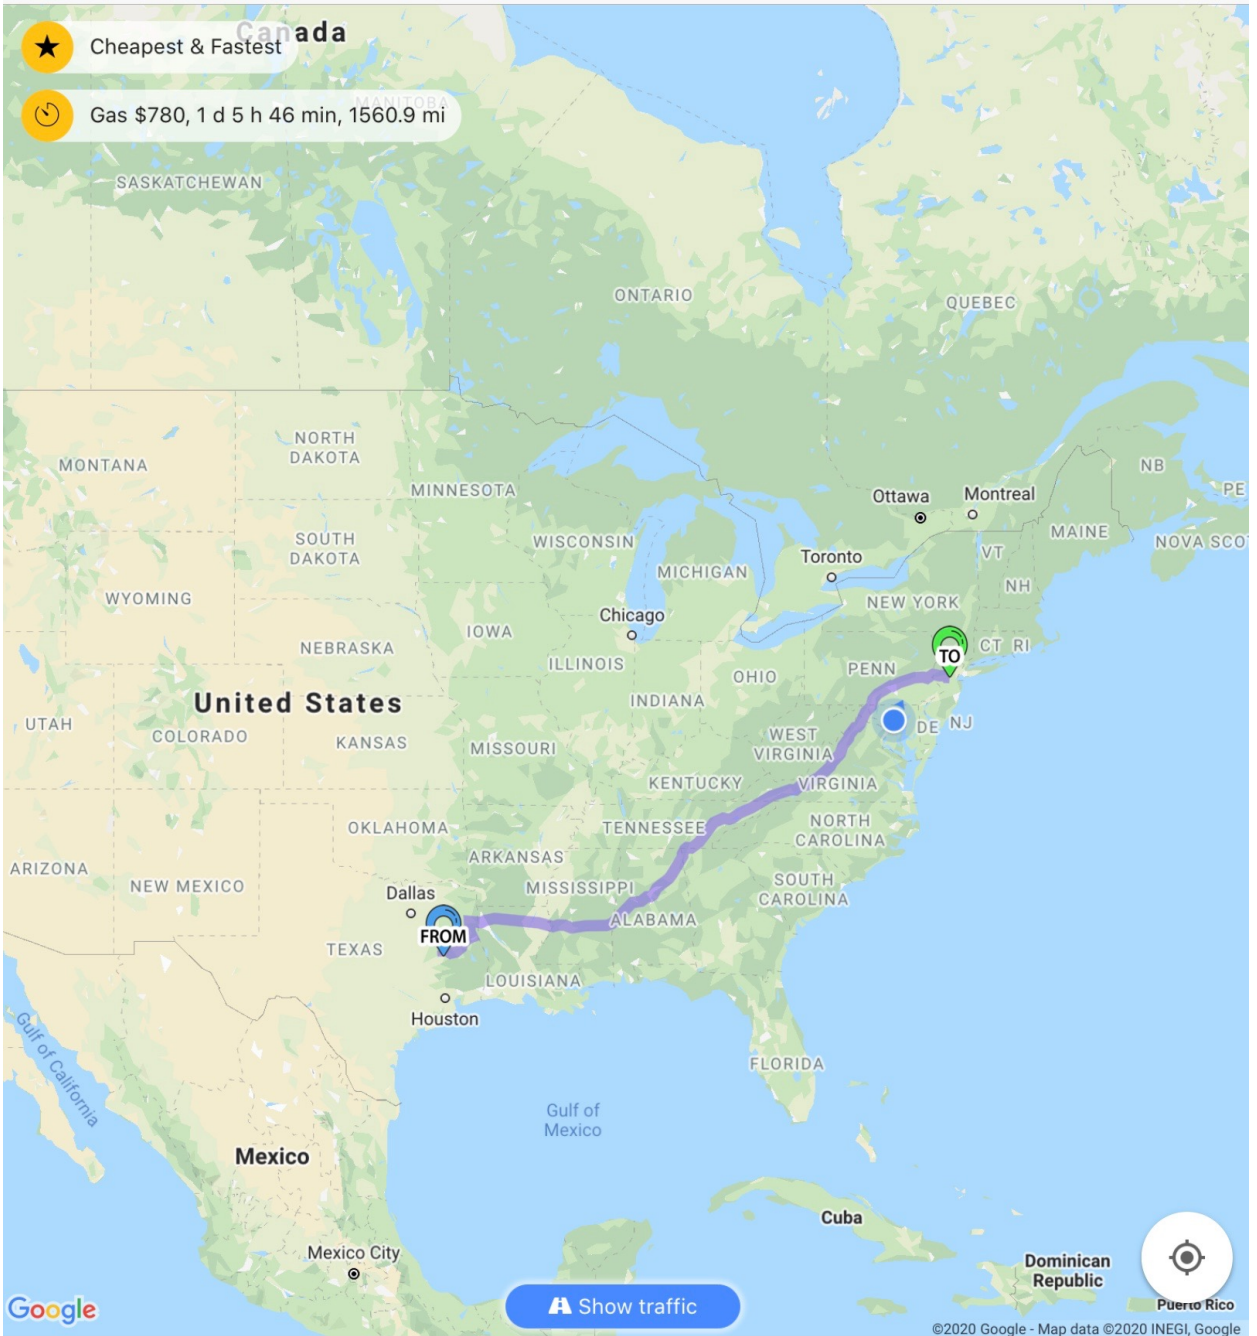 Canada
Cheapest & Fastest
MANITOBA
Gas $780, 1 d 5 h 46 min, 1560.9 mi
SASKATCHEWAN
ONTARIO
QUEBEC
NORTH
DAKOTA
MONTANA
NB
MINNESOTA
PE
Ottawa
Montreal
MAINE
NOVA SCOT
SOUTH
DAKOTA
WISCONSIN
VT
Toronto
MICHIGAN
NH
WYOMING
NEW YORK
Chicago
IOWA
NEBRASKA
CT
RI
TO
ILLINOIS
PENN
OHIO
INDIANA
United States
UTAH
COLORADO
KANSAS
MISSOURI
WEST
VIRGINIA
DE
NJ
KENTUCKY
VIRGINIA
OKLAHOMA
TENNESSEE
NORTH
CAROLINA
ARKANSAS
ARIZONA
NEW MEXICO
MISSISSIPPI
SOUTH
CAROLINA
Dallas
ALABAMA
FROM
TEXAS
LOUISIANA
Houston
Gulf of California
FLORIDA
Gulf of
Mexico
Mexico
Cuba
Mexico City
Dominican
Republic
Puerto Rico
Google
Show traffic
©2020 Google - Map data ©2020 INEGI, Google